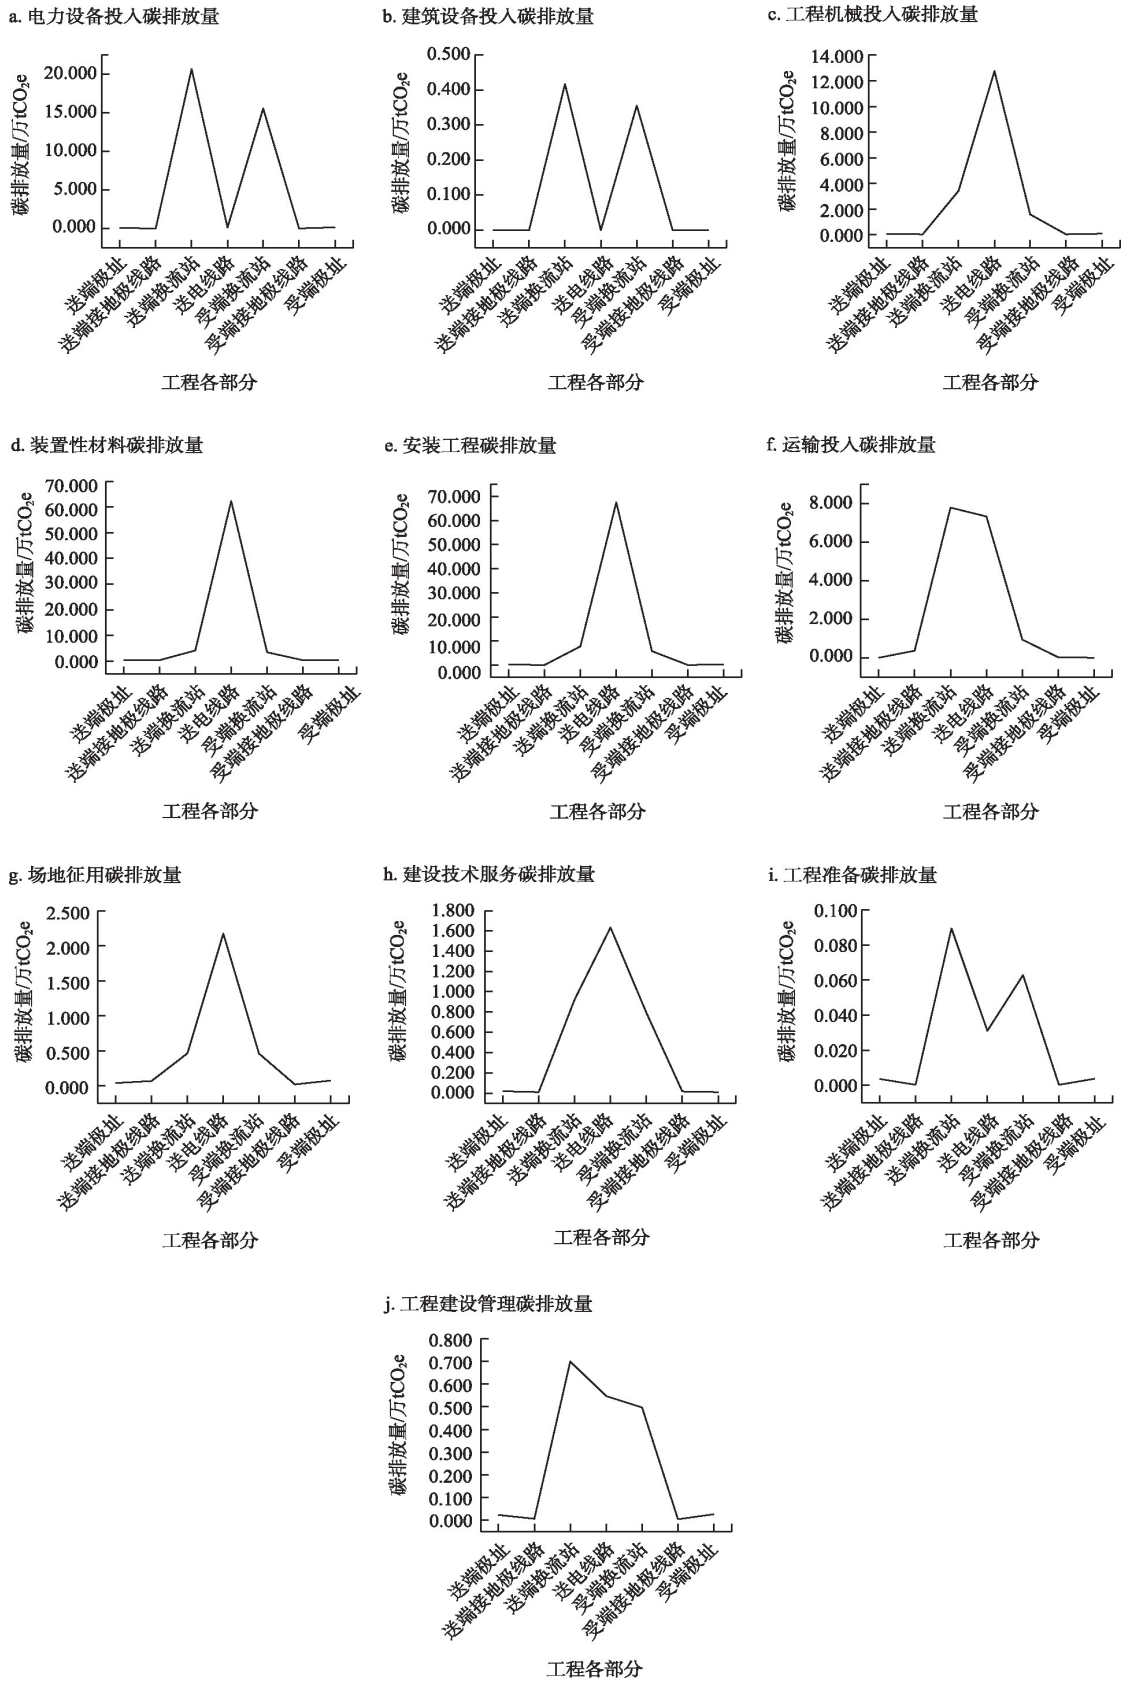 a. 电力设备投入碳排放量
碳排放量/万tCO₂e
20.000
15.000
10.000
5.000
0.000
送端极址
送端接地极线路
送端换流站
送电线路
受端换流站
受端接地极线路
受端极址
工程各部分
b. 建筑设备投入碳排放量
碳排放量/万tCO₂e
0.500
0.400
0.300
0.200
0.100
0.000
送端极址
送端接地极线路
送端换流站
送电线路
受端换流站
受端接地极线路
受端极址
工程各部分
c. 工程机械投入碳排放量
碳排放量/万tCO₂e
14.000
12.000
10.000
8.000
6.000
4.000
2.000
0.000
送端极址
送端接地极线路
送端换流站
送电线路
受端换流站
受端接地极线路
受端极址
工程各部分
d. 装置性材料碳排放量
碳排放量/万tCO₂e
70.000
60.000
50.000
40.000
30.000
20.000
10.000
0.000
送端极址
送端接地极线路
送端换流站
送电线路
受端换流站
受端接地极线路
受端极址
工程各部分
e. 安装工程碳排放量
碳排放量/万tCO₂e
70.000
60.000
50.000
40.000
30.000
20.000
10.000
0.000
送端极址
送端接地极线路
送端换流站
送电线路
受端换流站
受端接地极线路
受端极址
工程各部分
f. 运输投入碳排放量
碳排放量/万tCO₂e
8.000
6.000
4.000
2.000
0.000
送端极址
送端接地极线路
送端换流站
送电线路
受端换流站
受端接地极线路
受端极址
工程各部分
g. 场地征用碳排放量
碳排放量/万tCO₂e
2.500
2.000
1.500
1.000
0.500
0.000
送端极址
送端接地极线路
送端换流站
送电线路
受端换流站
受端接地极线路
受端极址
工程各部分
h. 建设技术服务碳排放量
碳排放量/万tCO₂e
1.800
1.600
1.400
1.200
1.000
0.800
0.600
0.400
0.200
0.000
送端极址
送端接地极线路
送端换流站
送电线路
受端换流站
受端接地极线路
受端极址
工程各部分
i. 工程准备碳排放量
碳排放量/万tCO₂e
0.100
0.080
0.060
0.040
0.020
0.000
送端极址
送端接地极线路
送端换流站
送电线路
受端换流站
受端接地极线路
受端极址
工程各部分
j. 工程建设管理碳排放量
碳排放量/万tCO₂e
0.800
0.700
0.600
0.500
0.400
0.300
0.200
0.100
0.000
送端极址
送端接地极线路
送端换流站
送电线路
受端换流站
受端接地极线路
受端极址
工程各部分